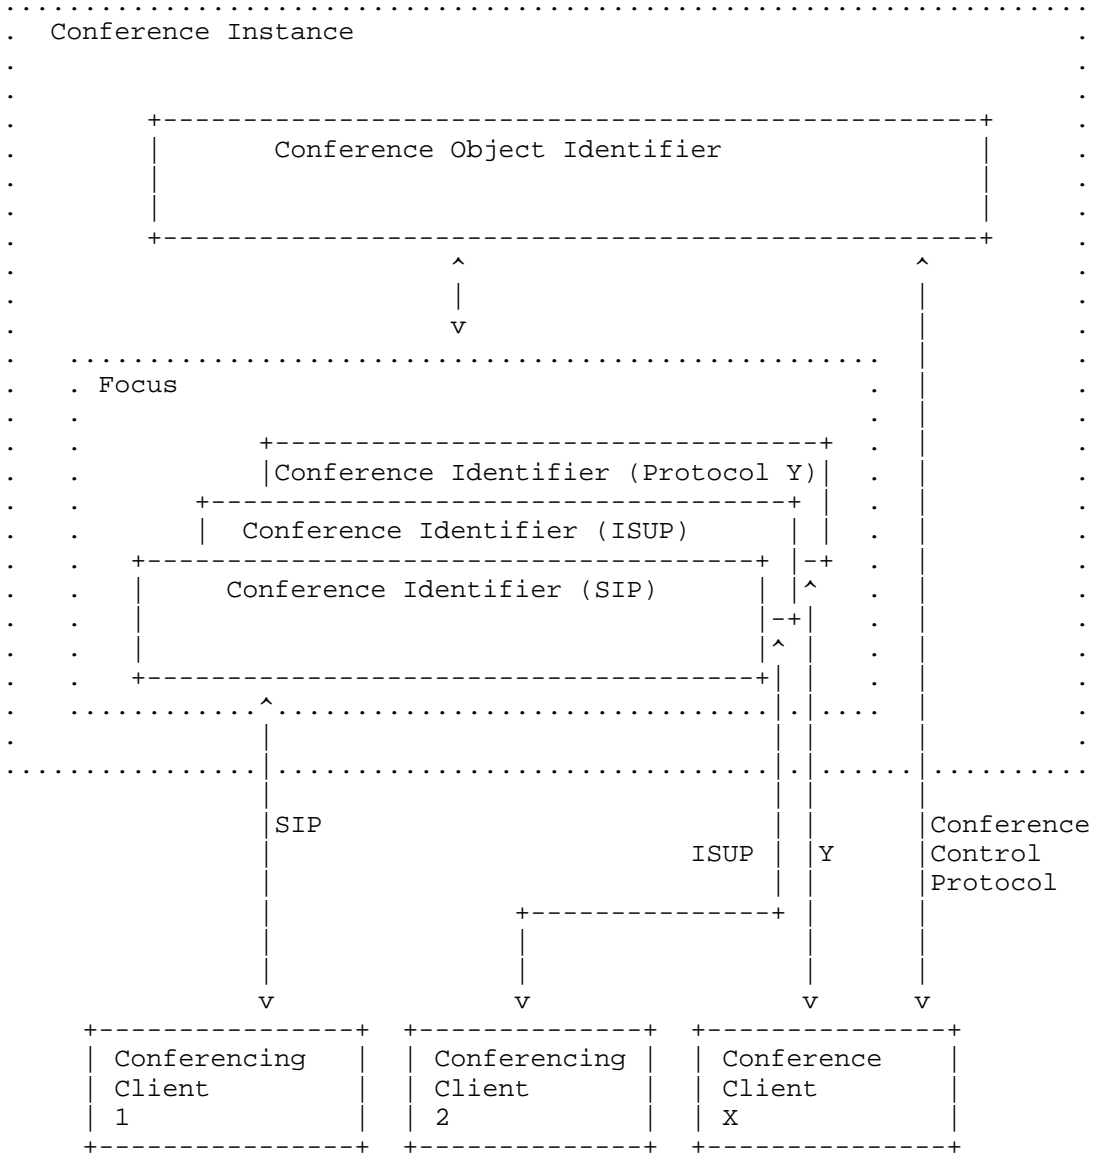 Conference Instance
Conference Object Identifier
Focus
Conference Identifier (Protocol Y)
Conference Identifier (ISUP)
Conference Identifier (SIP)
SIP
Conference
ISUP
Y
Control
Protocol
Conferencing
Client
1
Conferencing
Client
2
Conference
Client
X